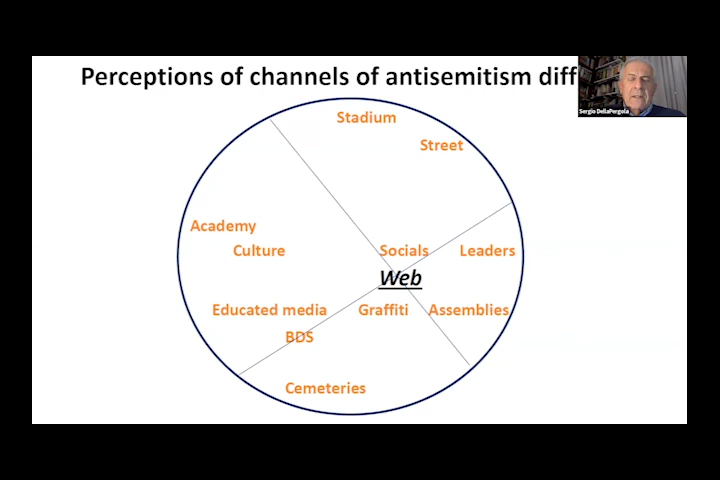 Perceptions of channels of antisemitism diff
Sergio DellaPergola
Stadium
Street
Academy
Culture
Socials
Leaders
Web
Educated media
Graffiti
Assemblies
BDS
Cemeteries